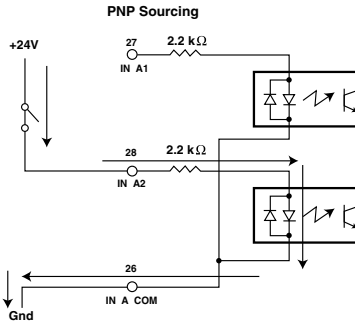 PNP Sourcing
+24V
27
2.2 kΩ
IN A1
28
2.2 kΩ
IN A2
26
IN A COM
Gnd